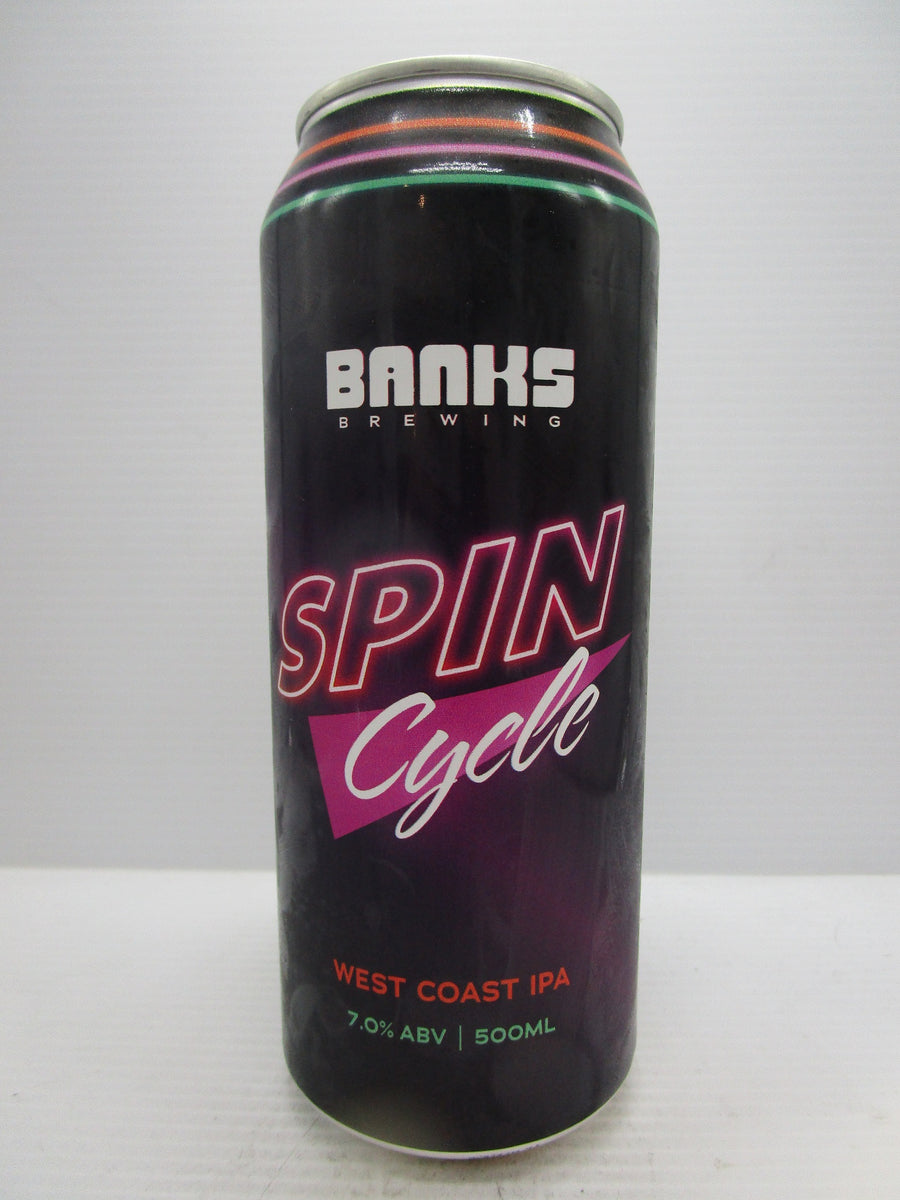 BANKS
BREWING
SPIN
Cycle
WEST COAST IPA
7.0% ABV | 500ML